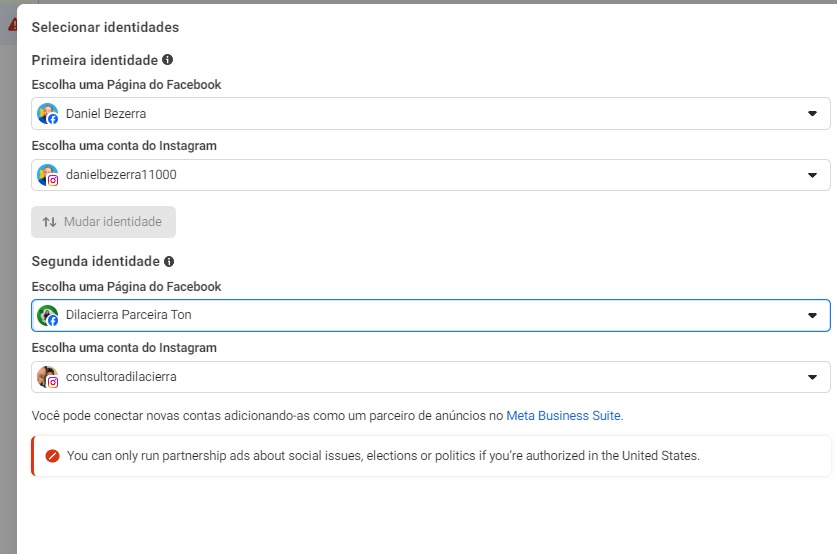 Selecionar identidades
Primeira identidade
Escolha uma Página do Facebook
Daniel Bezerra
Escolha uma conta do Instagram
danielbezerra11000
Mudar identidade
Segunda identidade
Escolha uma Página do Facebook
Dilacierra Parceira Ton
Escolha uma conta do Instagram
consultoradilacierra
Você pode conectar novas contas adicionando-as como um parceiro de anúncios no Meta Business Suite.
You can only run partnership ads about social issues, elections or politics if you're authorized in the United States.